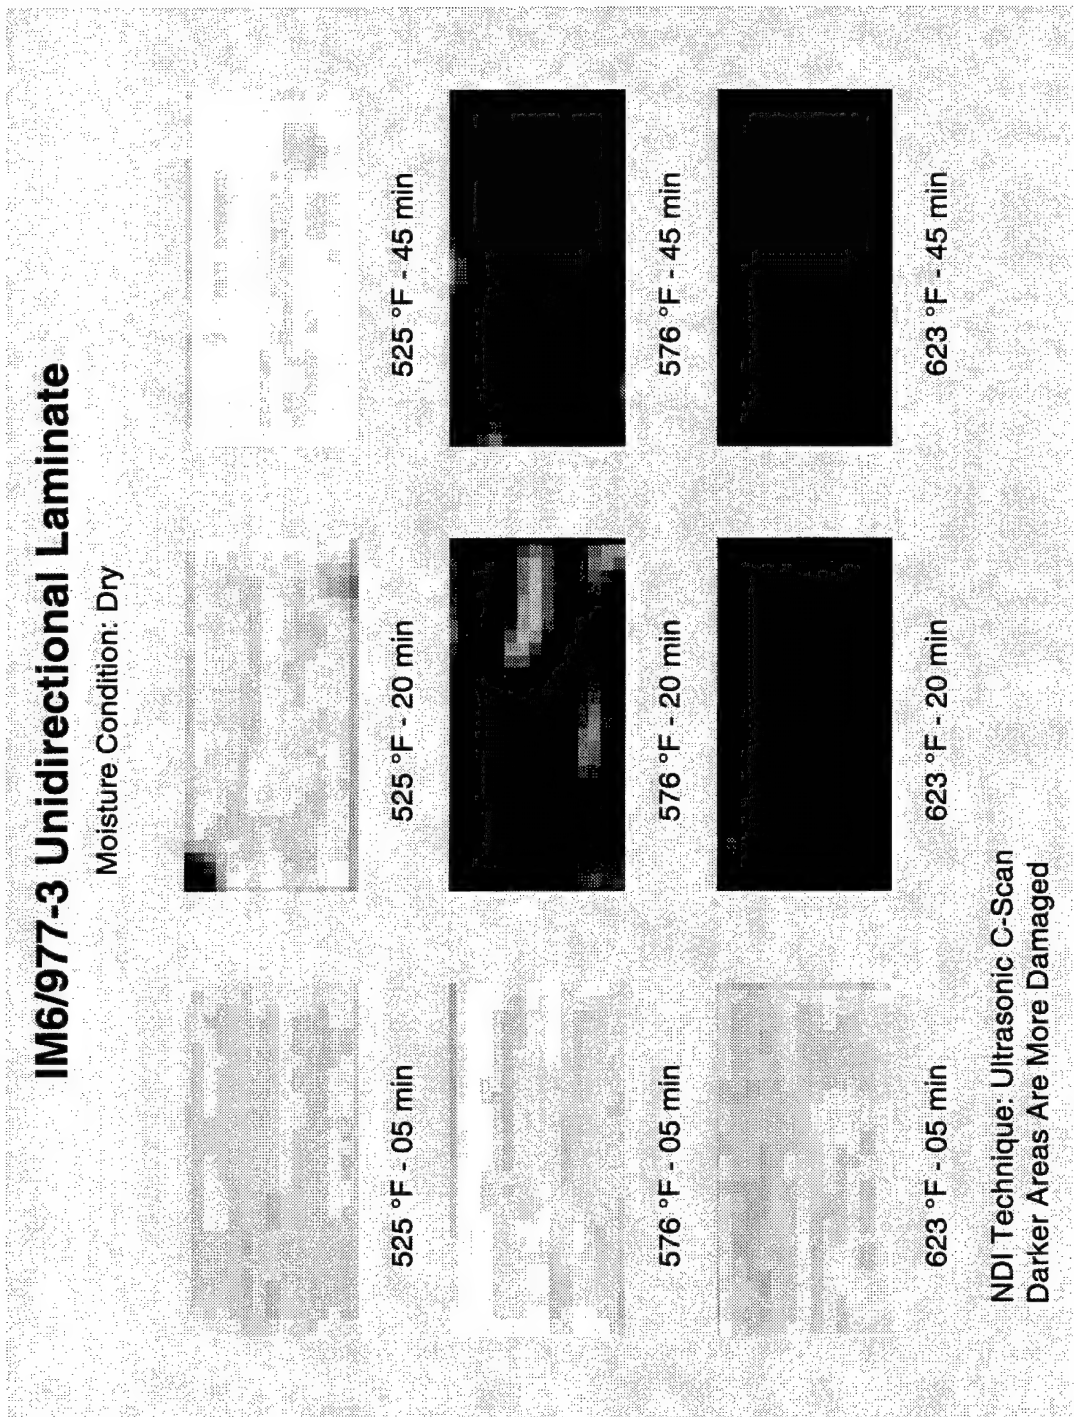 IM6/977-3 Unidirectional Laminate
Moisture Condition: Dry
525 °F - 05 min
525 °F - 20 min
525 °F - 45 min
576 °F - 05 min
576 °F - 20 min
576 °F - 45 min
623 °F - 05 min
623 °F - 20 min
623 °F - 45 min
NDI Technique: Ultrasonic C-Scan
Darker Areas Are More Damaged